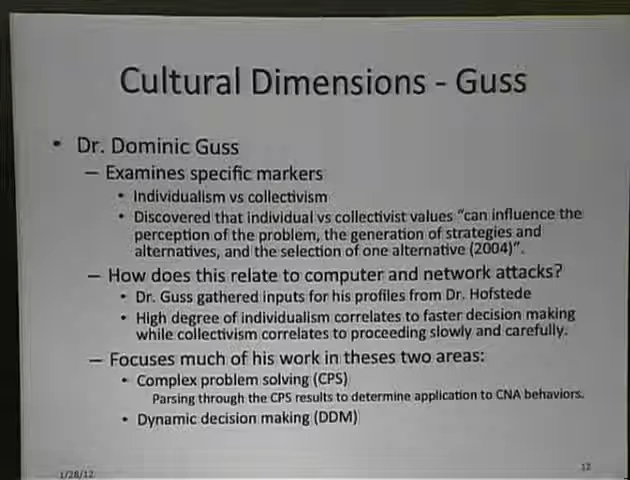 Cultural Dimensions - Guss
• Dr. Dominic Guss
– Examines specific markers
• Individualism vs collectivism
• Discovered that individual vs collectivist values "can influence the
perception of the problem, the generation of strategies and
alternatives, and the selection of one alternative (2004)".
– How does this relate to computer and network attacks?
• Dr. Guss gathered inputs for his profiles from Dr. Hofstede
• High degree of individualism correlates to faster decision making
while collectivism correlates to proceeding slowly and carefully.
– Focuses much of his work in theses two areas:
• Complex problem solving (CPS)
Parsing through the CPS results to determine application to CNA behaviors.
• Dynamic decision making (DDM)
1/28/12
12